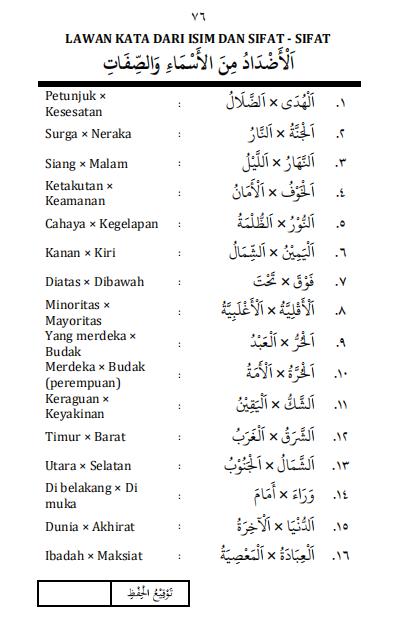 ٧٦
LAWAN KATA DARI ISIM DAN SIFAT - SIFAT
اَلْأَضْدَادُ مِنَ الأَسْمَاءِ وَالصِّفَاتِ
١. اَلْهُدَى × اَلضَّلَالُ : Petunjuk × Kesesatan
٢. اَلْجَنَّةُ × اَلنَّارُ : Surga × Neraka
٣. اَلنَّهَارُ × اَللَّيْلُ : Siang × Malam
٤. اَلْخَوْفُ × اَلْأَمَانُ : Ketakutan × Keamanan
٥. اَلنُّوْرُ × اَلظُّلْمَةُ : Cahaya × Kegelapan
٦. اَلْيَمِيْنُ × اَلشِّمَالُ : Kanan × Kiri
٧. فَوْقَ × تَحْتَ : Diatas × Dibawah
٨. اَلْأَقْلِيَّةُ × اَلْأَغْلَبِيَّةُ : Minoritas × Mayoritas
٩. اَلْحُرُّ × اَلْعَبْدُ : Yang merdeka × Budak
١٠. اَلْحُرَّةُ × اَلْأَمَةُ : Merdeka × Budak (perempuan)
١١. اَلشَّكُّ × اَلْيَقِيْنُ : Keraguan × Keyakinan
١٢. اَلشَّرَقُ × اَلْغَرَبُ : Timur × Barat
١٣. اَلشَّمَالُ × اَلْجَنُوْبُ : Utara × Selatan
١٤. وَرَاءَ × أَمَامَ : Di belakang × Di muka
١٥. اَلدُّنْيَا × اَلْآخِرَةُ : Dunia × Akhirat
١٦. اَلْعِبَادَةُ × اَلْمَعْصِيَةُ : Ibadah × Maksiat
تَوْقِيْعُ الْحِفْظِ